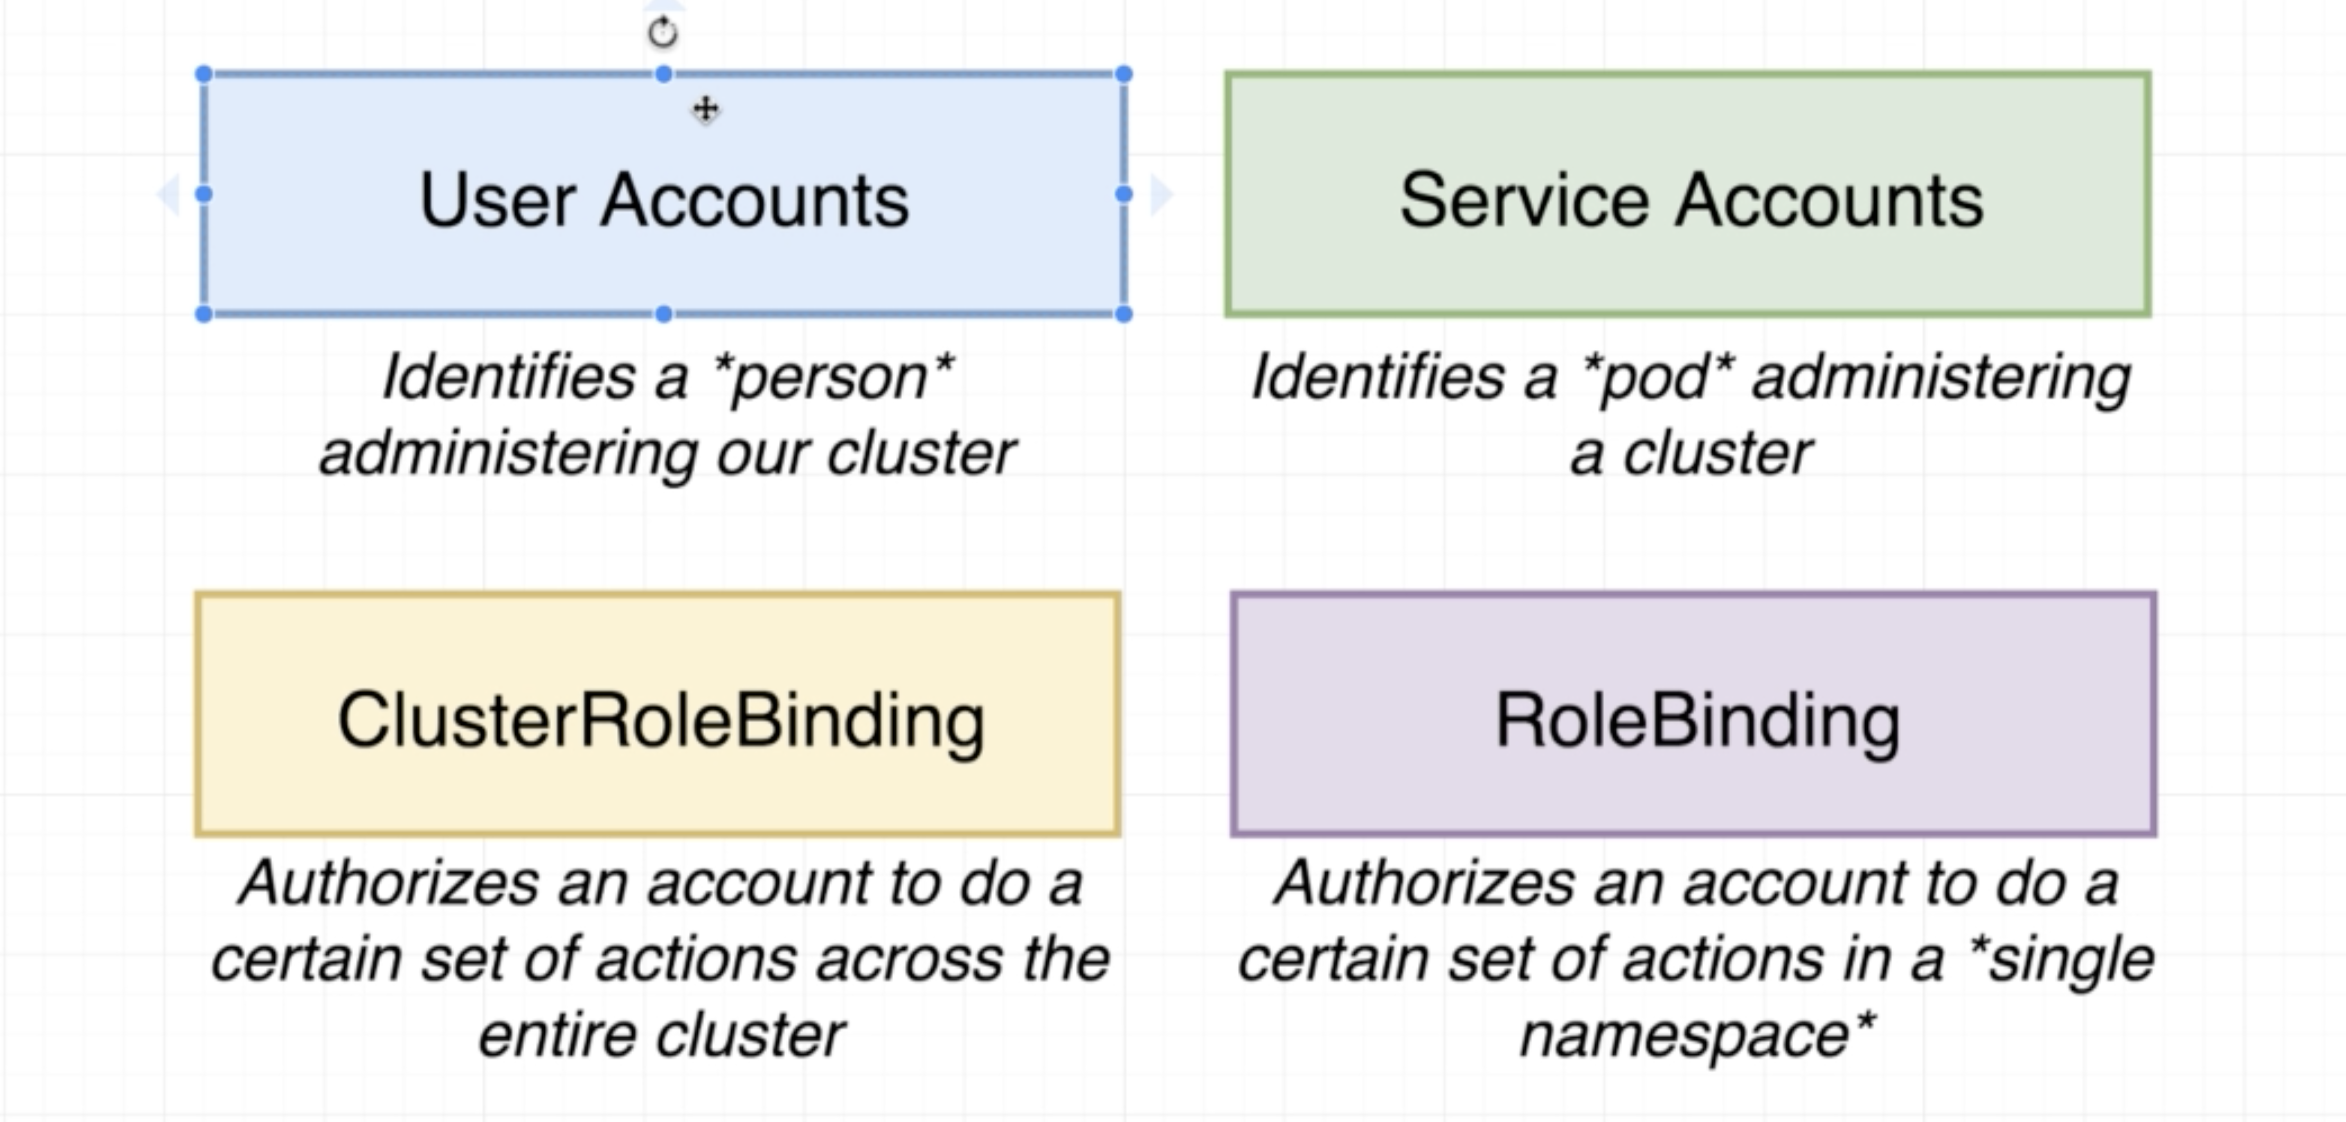 User Accounts
Identifies a *person*
administering our cluster
Service Accounts
Identifies a *pod* administering
a cluster
ClusterRoleBinding
Authorizes an account to do a
certain set of actions across the
entire cluster
RoleBinding
Authorizes an account to do a
certain set of actions in a *single
namespace*